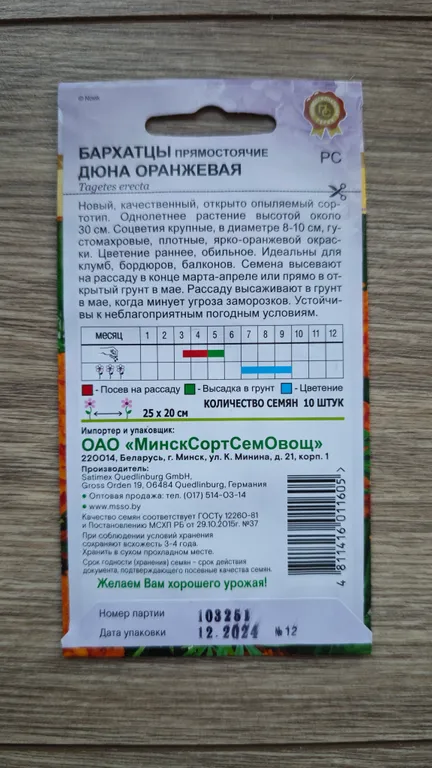 БАРХАТЦЫ ПРЯМОСТОЯЧИЕ РС
ДЮНА ОРАНЖЕВАЯ
Tagetes erecta
Новый, качественный, открыто опыляемый сор-
тотип. Однолетнее растение высотой около
30 см. Соцветия крупные, в диаметре 8-10 см, гу-
стомахровые, плотные, ярко-оранжевой окрас-
ки. Цветение раннее, обильное. Идеальны для
клумб, бордюров, балконов. Семена высевают
на рассаду в конце марта-апреле или прямо в от-
крытый грунт в мае. Рассаду высаживают в грунт
в мае, когда минует угроза заморозков. Устойчи-
вы к неблагоприятным погодным условиям.
месяц 1 2 3 4 5 6 7 8 9 10 11 12
- Посев на рассаду - Высадка в грунт - Цветение
25 х 20 см КОЛИЧЕСТВО СЕМЯН 10 ШТУК
Импортер и упаковщик:
ОАО «МинскСортСемОвощ»
220014, Беларусь, г. Минск, ул. К. Минина, д. 21, корп. 1
Производитель:
Satimex Quedlinburg GmbH,
Gross Orden 19, 06484 Quedlinburg, Германия
• Оптовая продажа: тел. (017) 514-03-14
• www.msso.by
Качество семян соответствует ГОСТу 12260-81
и Постановлению МСХП РБ от 29.10.2015г. №37
При соблюдении условий хранения
сохраняют всхожесть 3-4 года.
Хранить в сухом прохладном месте.
Срок годности (хранения) семян - срок действия
документа, подтверждающего посевные качества семян.
Желаем Вам хорошего урожая!
4 811416 011605
Номер партии 103251
Дата упаковки 12.2024 № 12